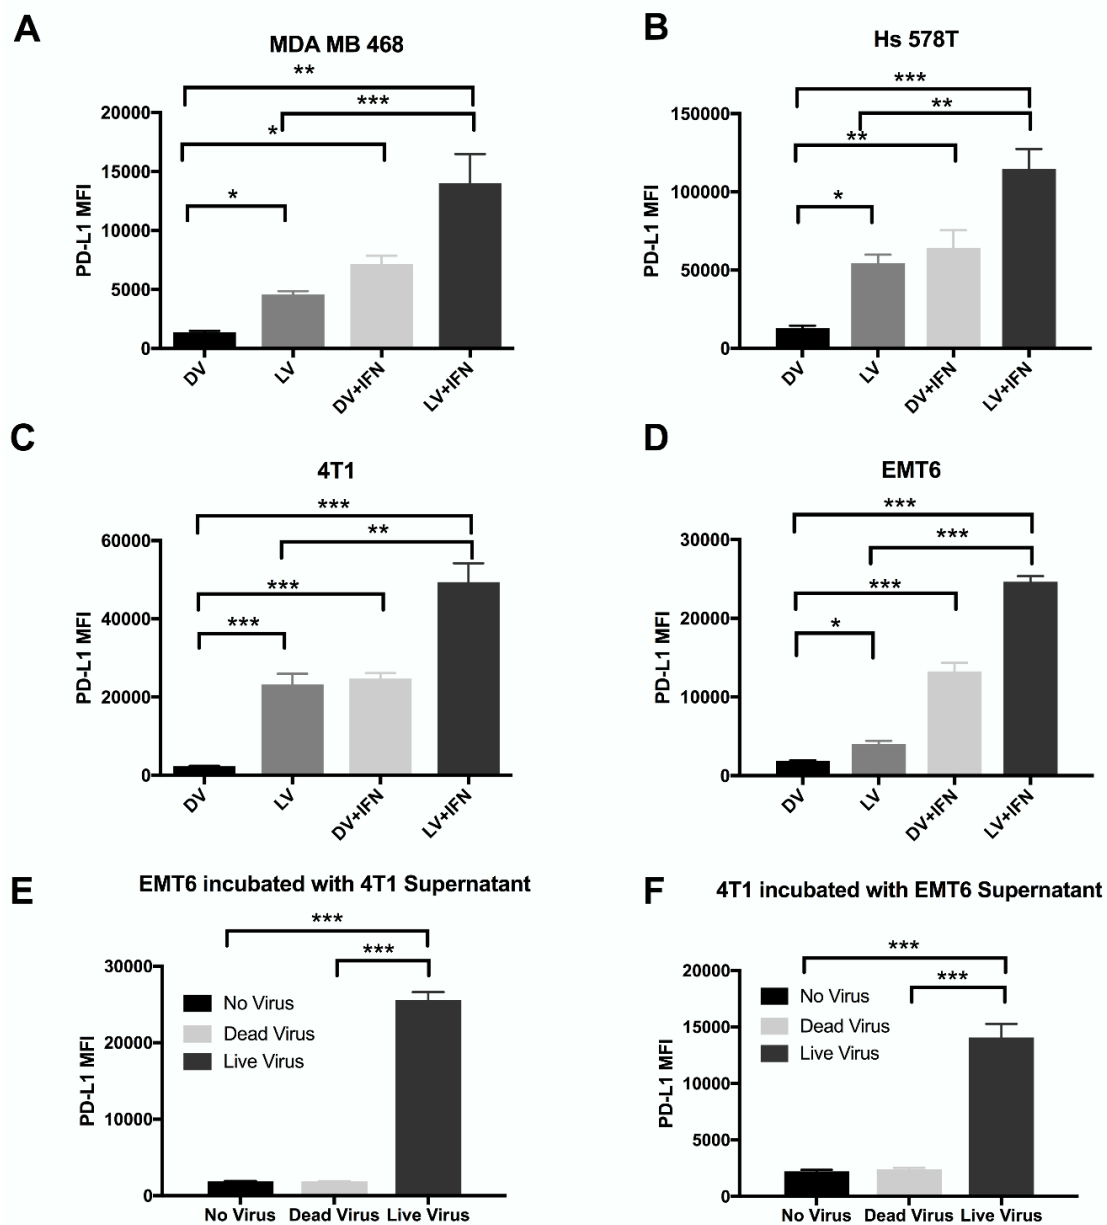 A
MDA MB 468
**
***
*
*
PD-L1 MFI
20000
15000
10000
5000
0
DV
LV
DV+IFN
LV+IFN
B
Hs 578T
***
**
**
*
PD-L1 MFI
150000
100000
50000
0
DV
LV
DV+IFN
LV+IFN
C
4T1
***
**
***
***
PD-L1 MFI
60000
40000
20000
0
DV
LV
DV+IFN
LV+IFN
D
EMT6
***
***
***
*
PD-L1 MFI
30000
20000
10000
0
DV
LV
DV+IFN
LV+IFN
E
EMT6 incubated with 4T1 Supernatant
***
***
PD-L1 MFI
30000
20000
10000
0
No Virus
Dead Virus
Live Virus
No Virus Dead Virus Live Virus
F
4T1 incubated with EMT6 Supernatant
***
***
PD-L1 MFI
20000
15000
10000
5000
0
No Virus
Dead Virus
Live Virus
No Virus Dead Virus Live Virus